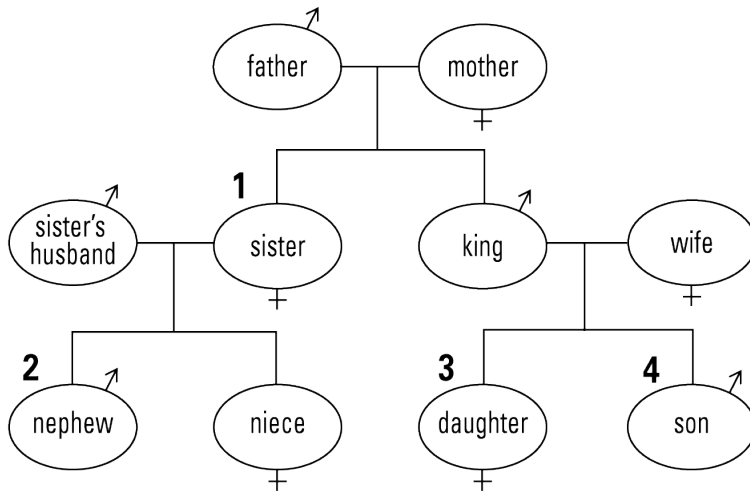 father
mother
1
sister's
husband
sister
king
wife
2
nephew
niece
3
daughter
4
son